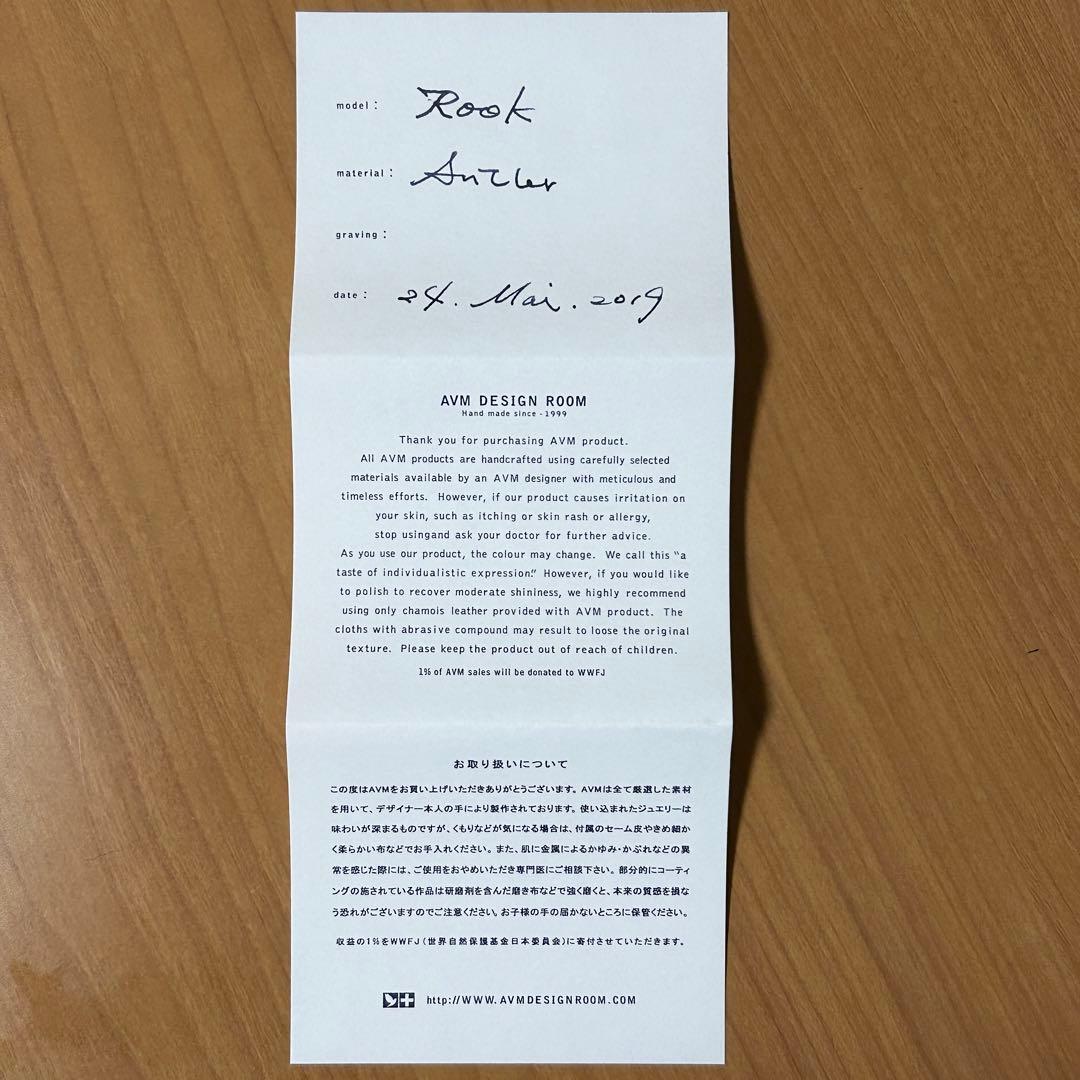 model : Rook
material : Antler
graving :
date : 24. Mai. 2019
AVM DESIGN ROOM
Hand made since - 1999
Thank you for purchasing AVM product.
All AVM products are handcrafted using carefully selected
materials available by an AVM designer with meticulous and
timeless efforts. However, if our product causes irritation on
your skin, such as itching or skin rash or allergy,
stop usingand ask your doctor for further advice.
As you use our product, the colour may change. We call this “a
taste of individualistic expression.” However, if you would like
to polish to recover moderate shininess, we highly recommend
using only chamois leather provided with AVM product. The
cloths with abrasive compound may result to loose the original
texture. Please keep the product out of reach of children.
1% of AVM sales will be donated to WWFJ
お取り扱いについて
この度はAVMをお買い上げいただきありがとうございます。AVMは全て厳選した素材
を用いて、デザイナー本人の手により製作されております。使い込まれたジュエリーは
味わいが深まるものですが、くもりなどが気になる場合は、付属のセーム皮やきめ細か
く柔らかい布などでお手入れください。また、肌に金属によるかゆみ・かぶれなどの異
常を感じた際には、ご使用をおやめいただき専門医にご相談下さい。部分的にコーティ
ングの施されている作品は研磨剤を含んだ磨き布などで強く磨くと、本来の質感を損な
う恐れがございますのでご注意ください。お子様の手の届かないところに保管ください。
収益の1%をWWFJ(世界自然保護基金日本委員会)に寄付させていただきます。
http://WWW.AVMDESIGNROOM.COM